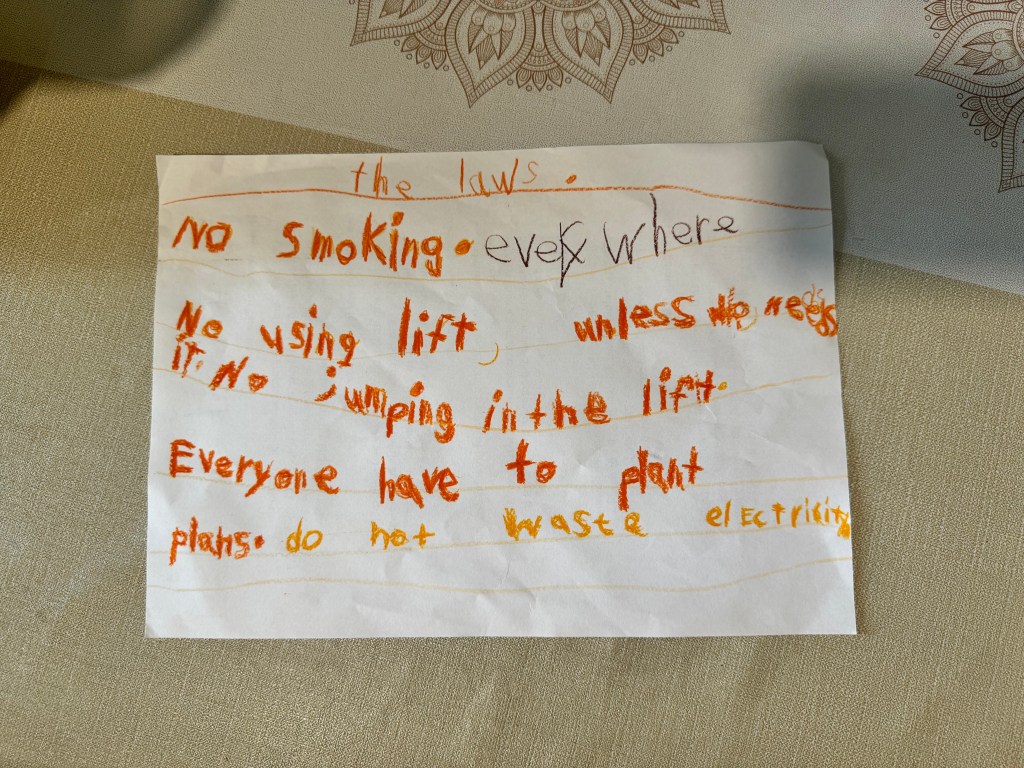 the laws.
No smoking. every where
No using lift, unless needs
it. No jumping in the lift.
Everyone have to plant
plans. do not waste electricity